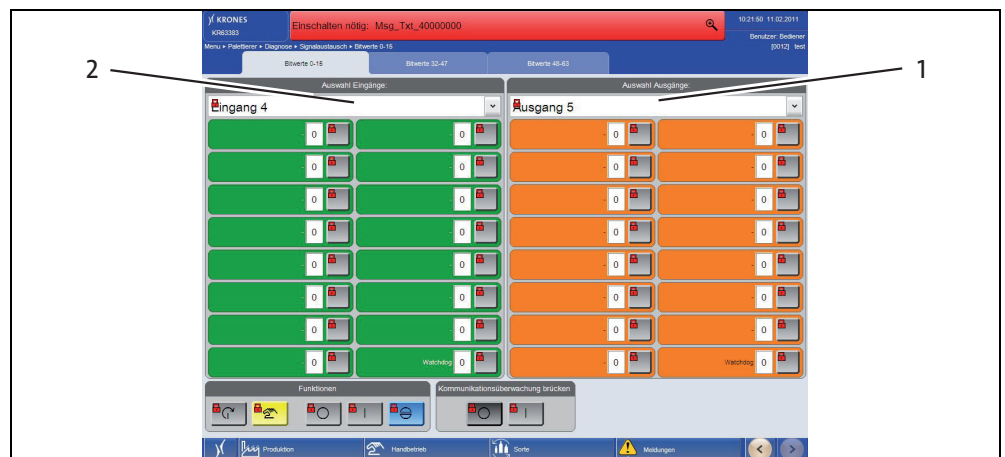 KRONES
KR63383
Einschalten nötig: Msg_Txt_40000000
10:21:50 11.02.2011
Benutzer: Bediener
[0012] test
Menu ▸ Palettierer ▸ Diagnose ▸ Signalaustausch ▸ Bitwerte 0-15
Bitwerte 0-15 Bitwerte 32-47 Bitwerte 48-63
2
1
Auswahl Eingänge: Auswahl Ausgänge:
Eingang 4 Ausgang 5
- 0 - 0 - 0 - 0
- 0 - 0 - 0 - 0
- 0 - 0 - 0 - 0
- 0 - 0 - 0 - 0
- 0 - 0 - 0 - 0
- 0 - 0 - 0 - 0
- 0 - 0 - 0 - 0
- 0 Watchdog 0 - 0 Watchdog 0
Funktionen Kommunikationsüberwachung brücken
Produktion Handbetrieb Sorte Meldungen